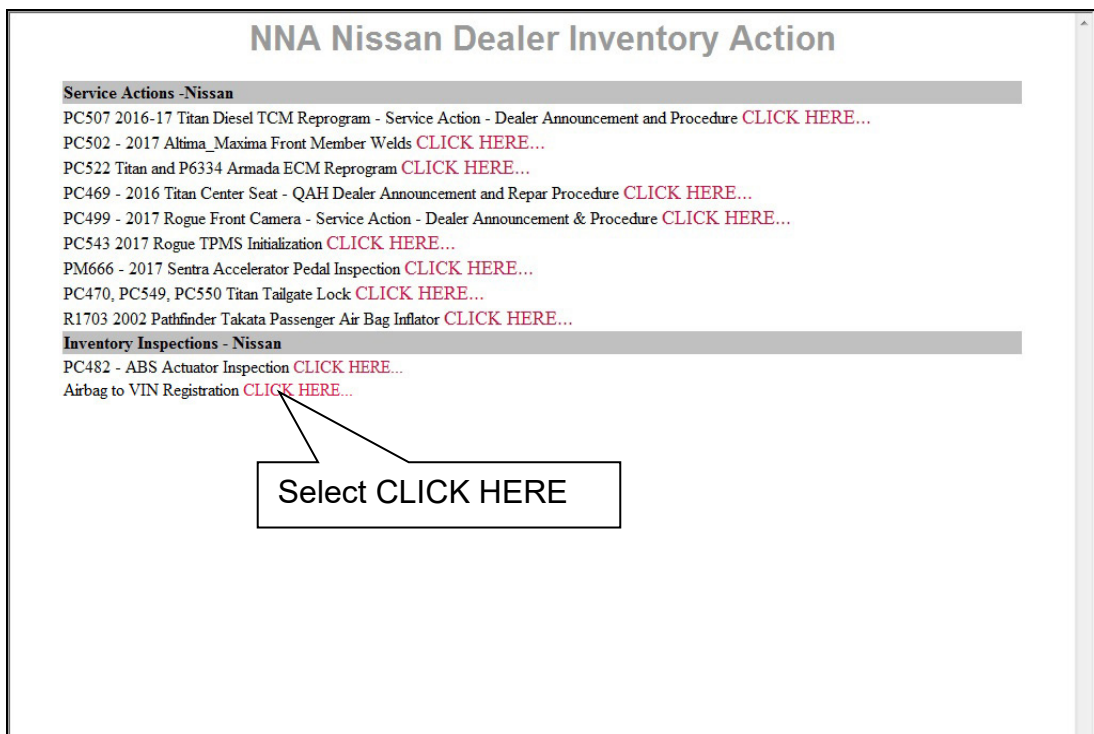 NNA Nissan Dealer Inventory Action
Service Actions -Nissan
PC507 2016-17 Titan Diesel TCM Reprogram - Service Action - Dealer Announcement and Procedure CLICK HERE...
PC502 - 2017 Altima_Maxima Front Member Welds CLICK HERE...
PC522 Titan and P6334 Armada ECM Reprogram CLICK HERE...
PC469 - 2016 Titan Center Seat - QAH Dealer Announcement and Repar Procedure CLICK HERE...
PC499 - 2017 Rogue Front Camera - Service Action - Dealer Announcement & Procedure CLICK HERE...
PC543 2017 Rogue TPMS Initialization CLICK HERE...
PM666 - 2017 Sentra Accelerator Pedal Inspection CLICK HERE...
PC470, PC549, PC550 Titan Tailgate Lock CLICK HERE...
R1703 2002 Pathfinder Takata Passenger Air Bag Inflator CLICK HERE...
Inventory Inspections - Nissan
PC482 - ABS Actuator Inspection CLICK HERE...
Airbag to VIN Registration CLICK HERE...
Select CLICK HERE